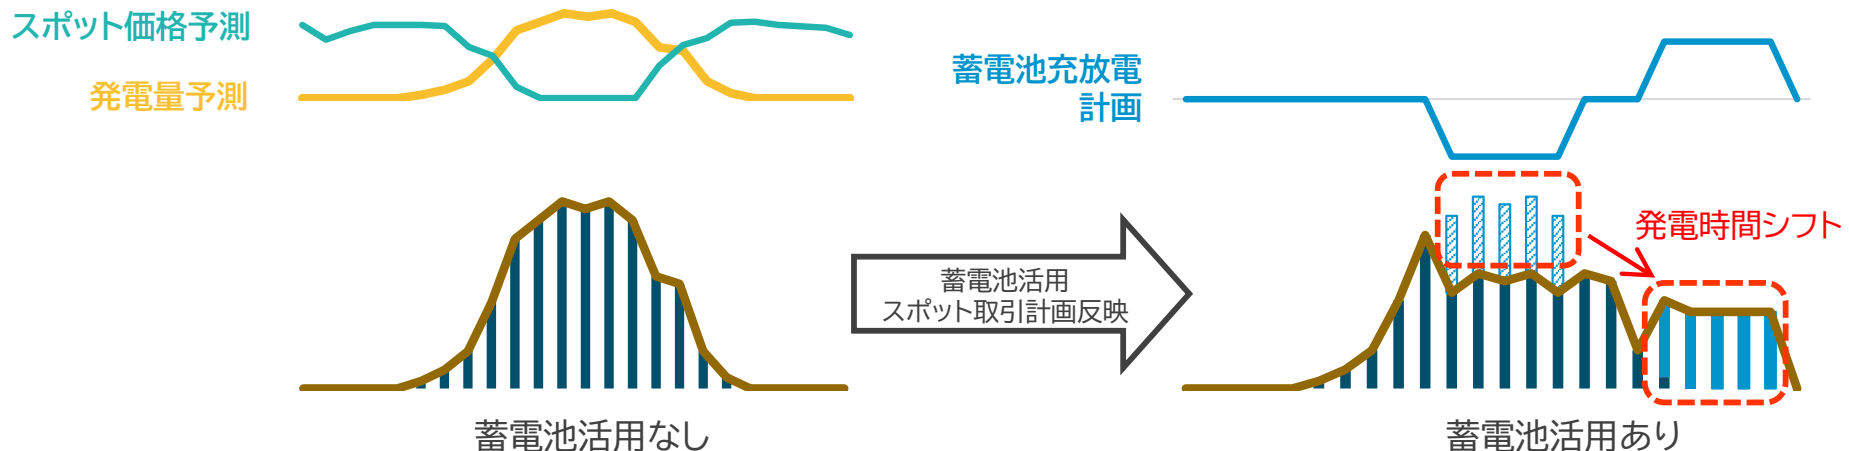 スポット価格予測
発電量予測
蓄電池充放電
計画
発電時間シフト
蓄電池活用
スポット取引計画反映
蓄電池活用なし
蓄電池活用あり